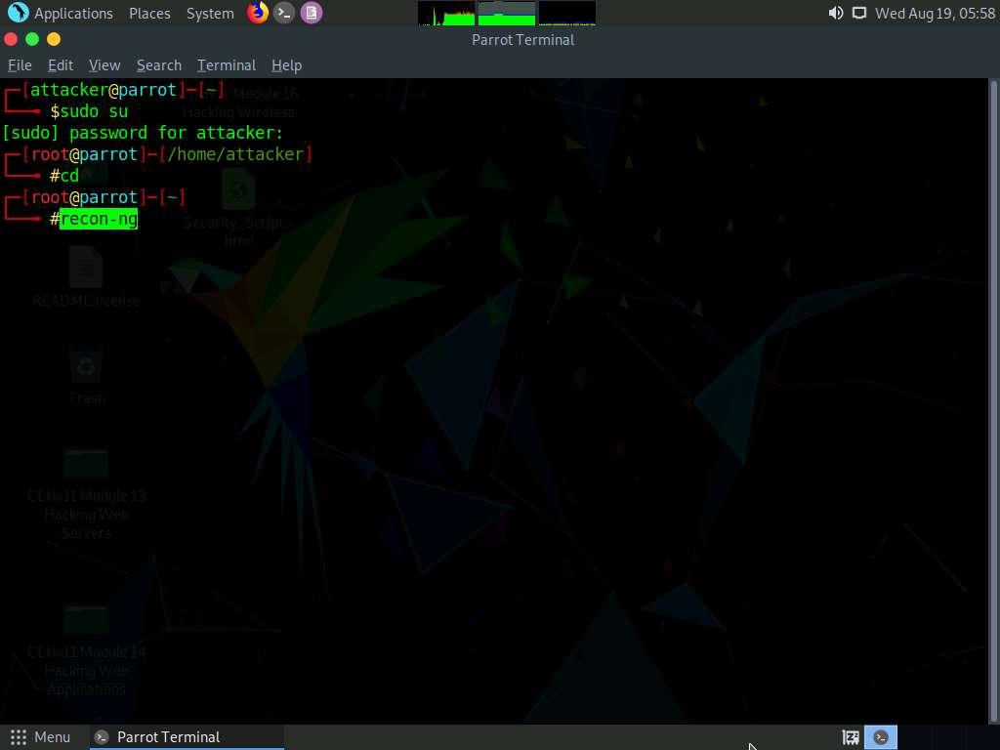 Applications Places System Wed Aug 19, 05:58
Parrot Terminal
File Edit View Search Terminal Help
[attacker@parrot]-[~]
$sudo su
[sudo] password for attacker:
[root@parrot]-[/home/attacker]
#cd
[root@parrot]-[~]
#recon-ng
Module 16
Hacking Wireless
Security_Script.-
html
README.license
Trash
CEHv11 Module 13
Hacking Web
Servers
CEHv11 Module 14
Hacking Web
Applications
Menu Parrot Terminal